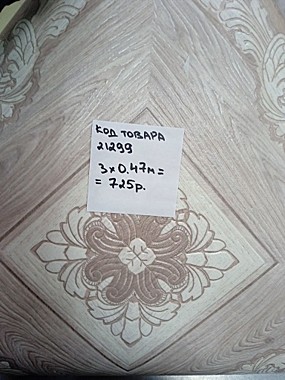 КОД ТОВАРА
21299
3 х 0.47м =
= 725р.